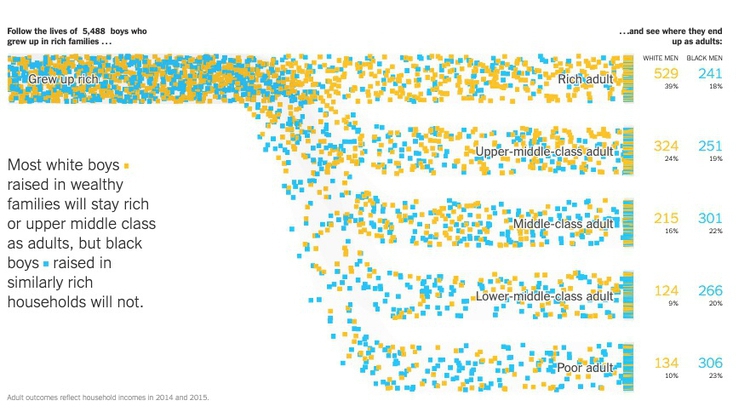 Follow the lives of 5,488 boys who
grew up in rich families . . .
. . .and see where they end
up as adults:
WHITE MEN BLACK MEN
Grew up rich
Rich adult
529 241
39% 18%
Upper-middle-class adult
324 251
24% 19%
Most white boys
raised in wealthy
families will stay rich
or upper middle class
as adults, but black
boys raised in
similarly rich
households will not.
Middle-class adult
215 301
16% 22%
Lower-middle-class adult
124 266
9% 20%
Poor adult
134 306
10% 23%
Adult outcomes reflect household incomes in 2014 and 2015.